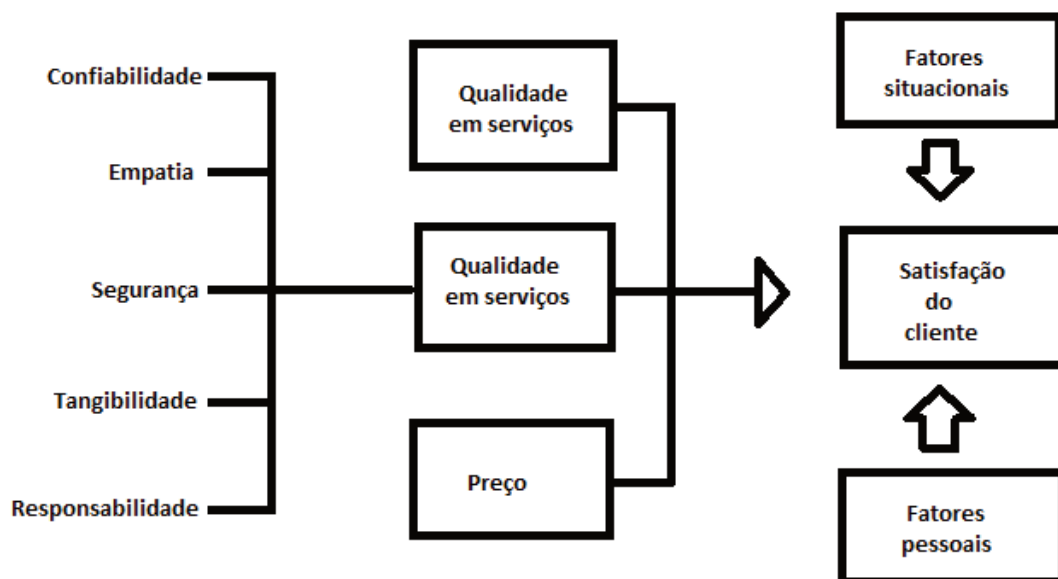 Confiabilidade
Empatia
Segurança
Tangibilidade
Responsabilidade
Qualidade
em serviços
Qualidade
em serviços
Preço
Fatores
situacionais
Satisfação
do
cliente
Fatores
pessoais